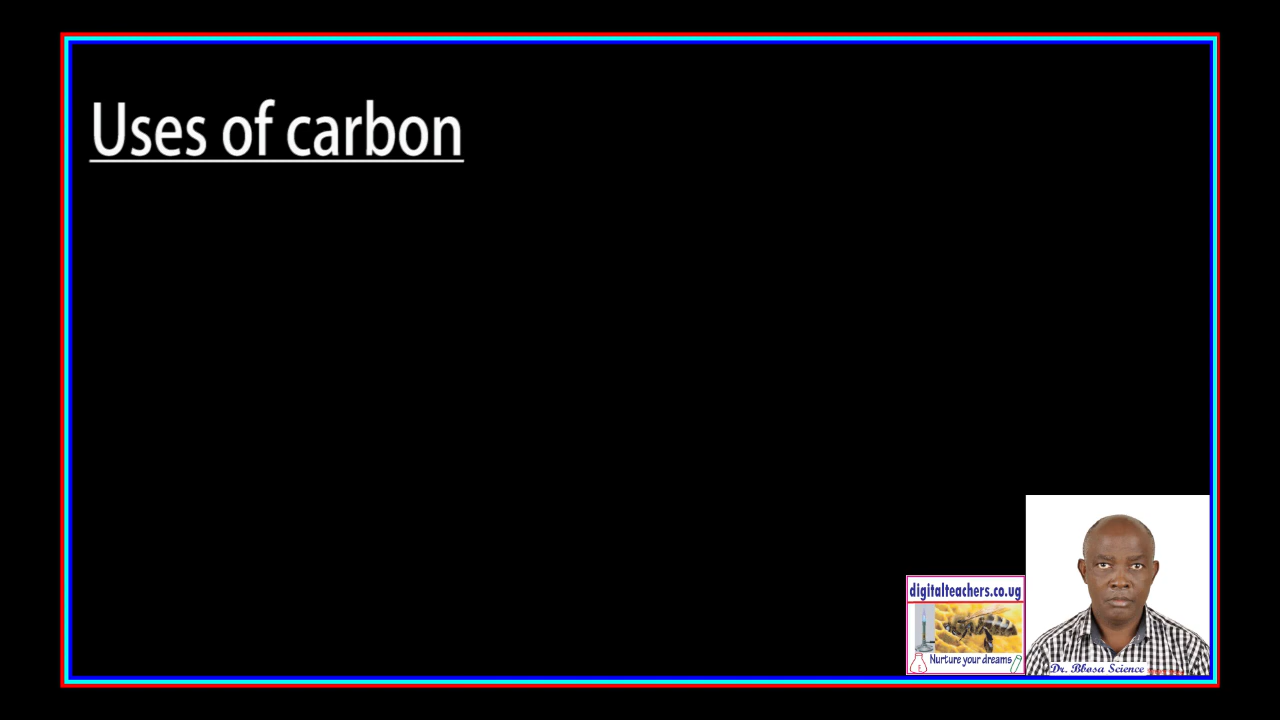 Uses of carbon
digitalteachers.co.ug
Nurture your dreams
Dr. Bbosa Science